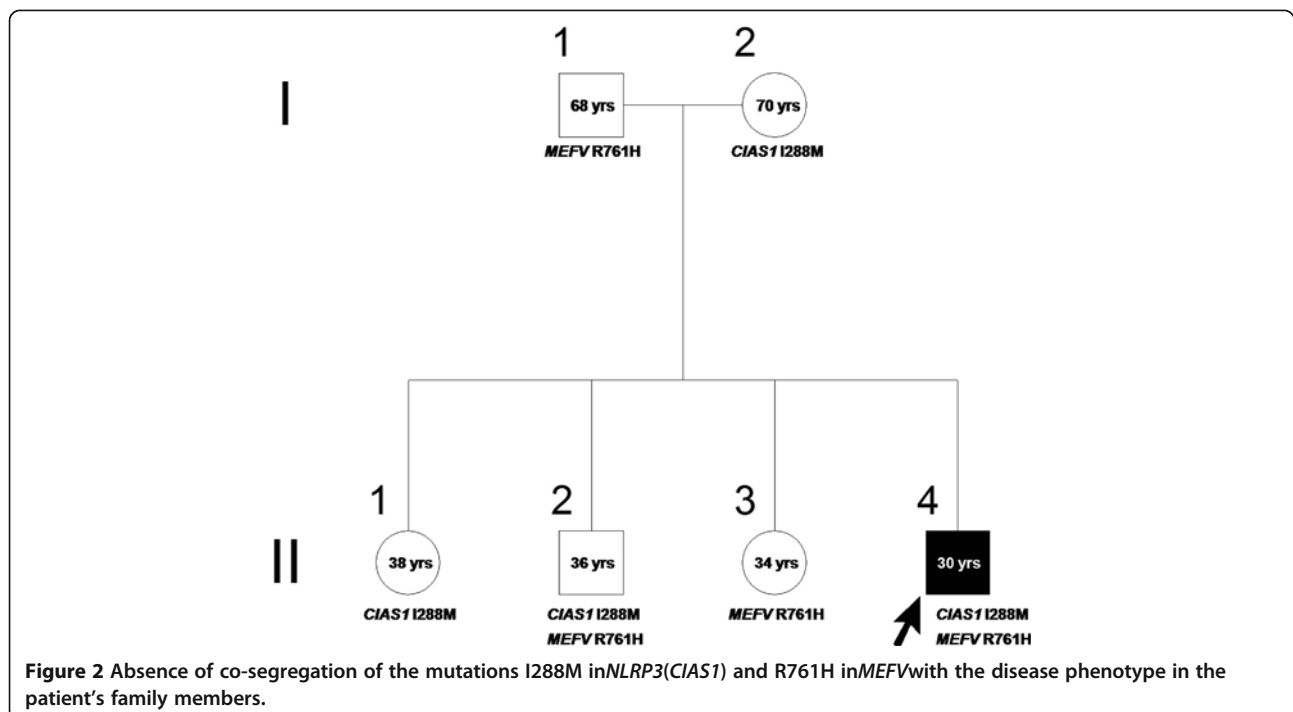 1 2
I 68 yrs 70 yrs
MEFV R761H CIAS1 I288M
1 2 3 4
II 38 yrs 36 yrs 34 yrs 30 yrs
CIAS1 I288M CIAS1 I288M MEFV R761H CIAS1 I288M
MEFV R761H MEFV R761H
Figure 2 Absence of co-segregation of the mutations I288M inNLRP3(CIAS1) and R761H inMEFVwith the disease phenotype in the
patient's family members.